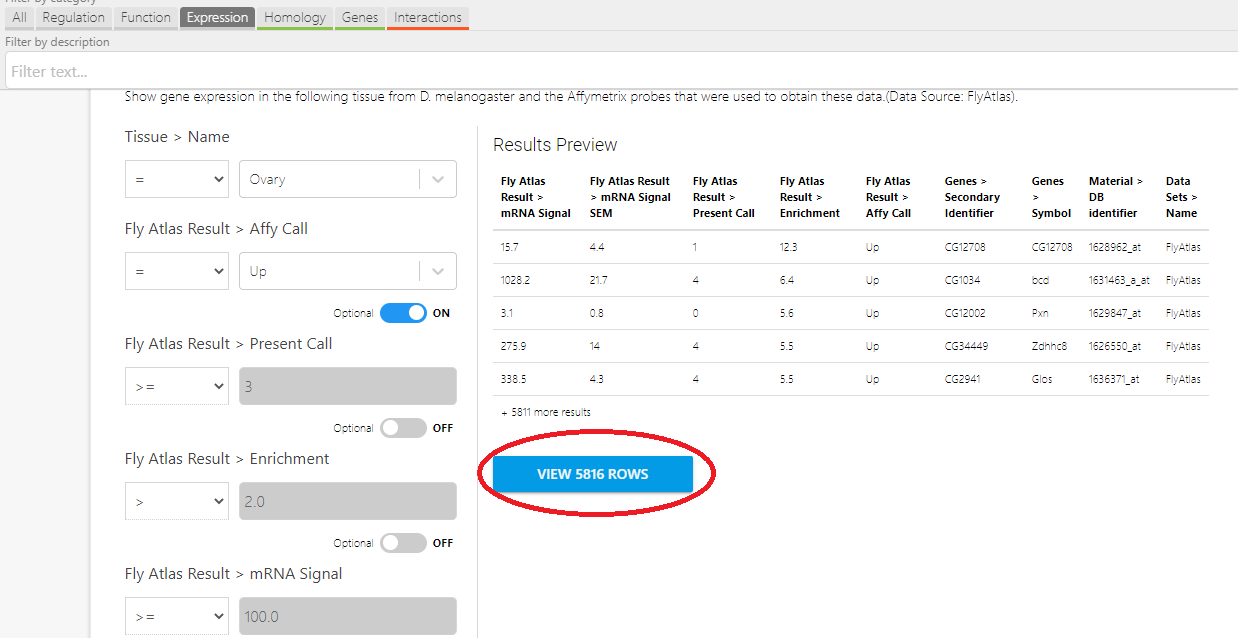 Filter by category
All Regulation Function Expression Homology Genes Interactions
Filter by description
Filter text...
Show gene expression in the following tissue from D. melanogaster and the Affymetrix probes that were used to obtain these data.(Data Source: FlyAtlas).
Tissue > Name
= Ovary
Fly Atlas Result > Affy Call
= Up
Optional ON
Fly Atlas Result > Present Call
>= 3
Optional OFF
Fly Atlas Result > Enrichment
> 2.0
Optional OFF
Fly Atlas Result > mRNA Signal
>= 100.0
Results Preview
Fly Atlas Fly Atlas Result Fly Atlas Fly Atlas Fly Atlas Genes > Genes Material > Data
Result > > mRNA Signal Result > Result > Result > Secondary > DB Sets >
mRNA Signal SEM Present Call Enrichment Affy Call Identifier Symbol identifier Name
15.7 4.4 1 12.3 Up CG12708 CG12708 1628962_at FlyAtlas
1028.2 21.7 4 6.4 Up CG1034 bcd 1631463_a_at FlyAtlas
3.1 0.8 0 5.6 Up CG12002 Pxn 1629847_at FlyAtlas
275.9 14 4 5.5 Up CG34449 Zdhhc8 1626550_at FlyAtlas
338.5 4.3 4 5.5 Up CG2941 Glos 1636371_at FlyAtlas
+ 5811 more results
VIEW 5816 ROWS